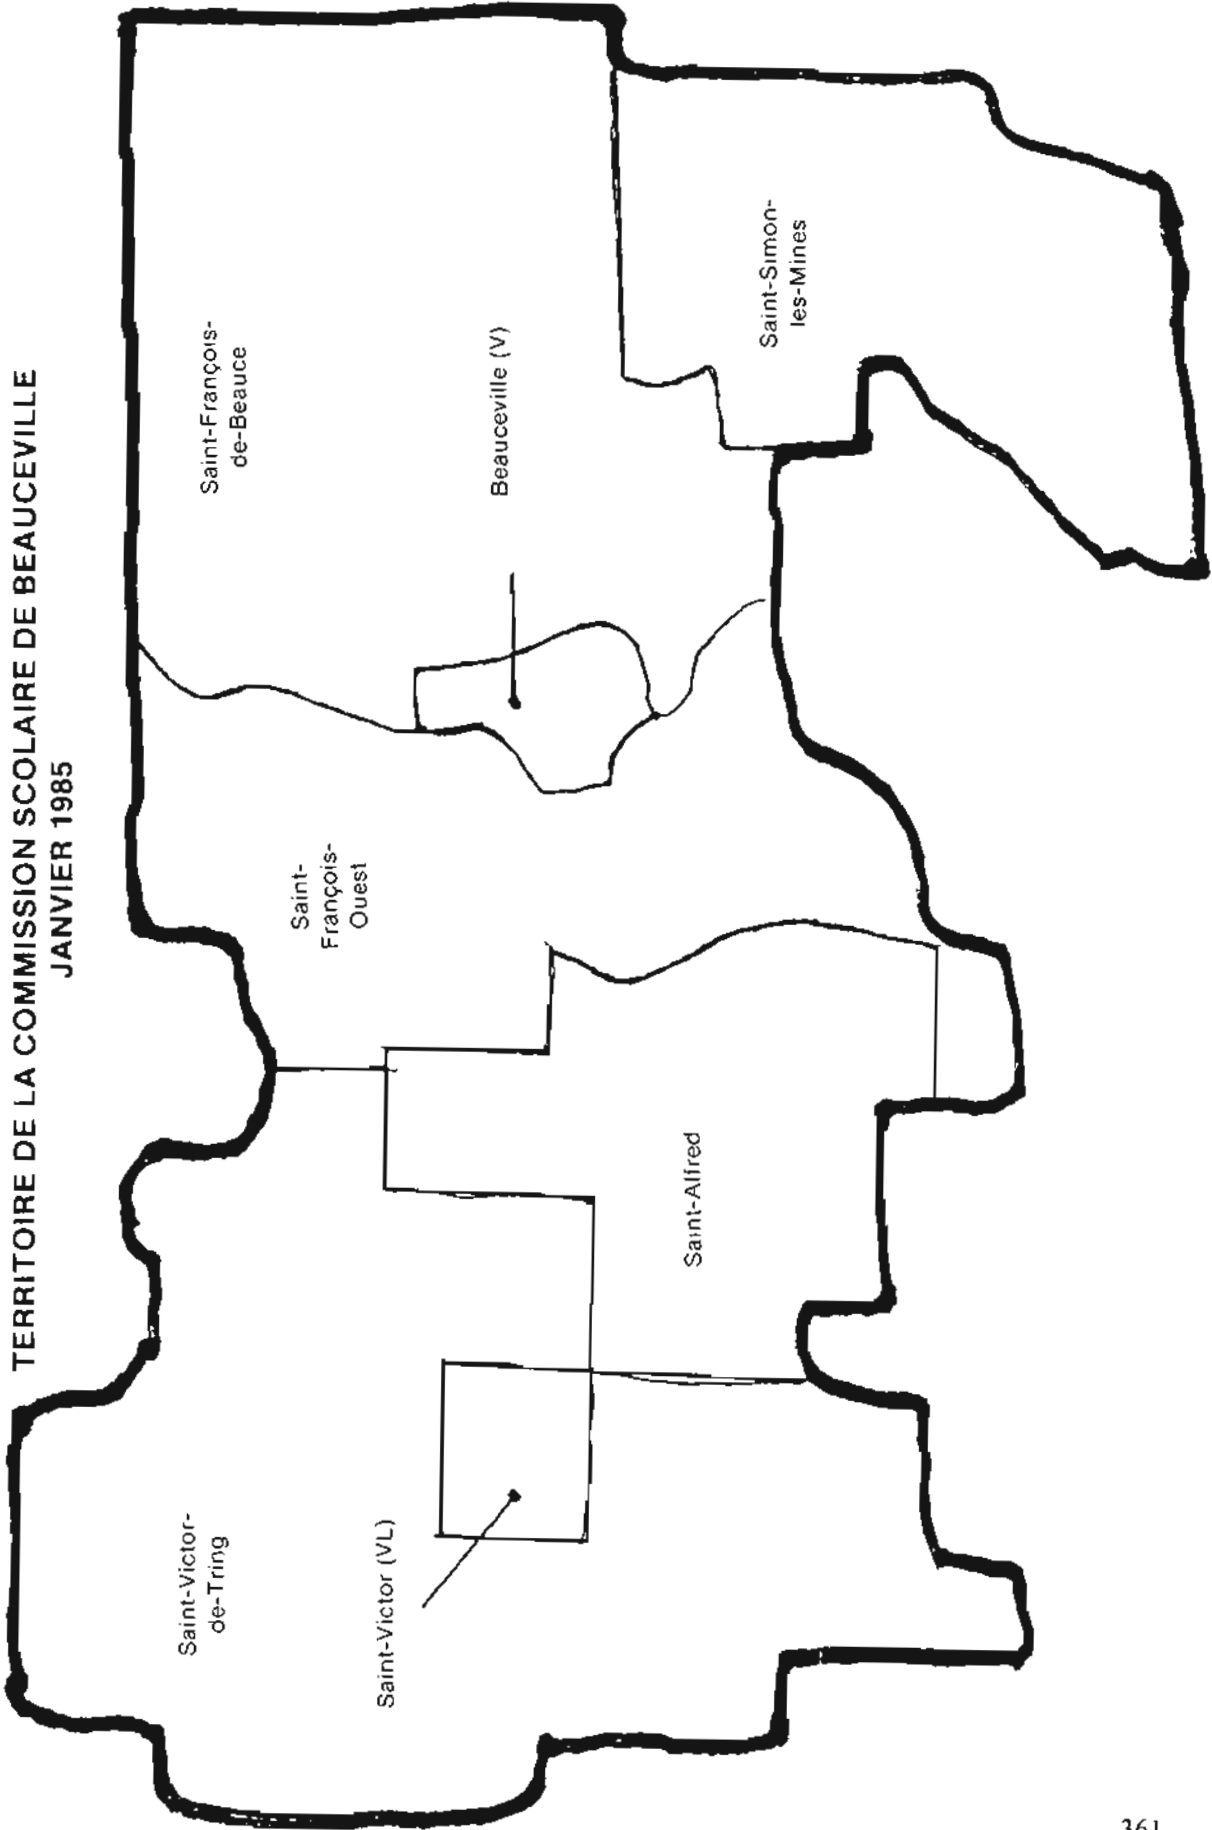 TERRITOIRE DE LA COMMISSION SCOLAIRE DE BEAUCEVILLE
JANVIER 1985
Saint-Victor-
de-Tring
Saint-Victor (VL)
Saint-
François-
Ouest
Saint-Alfred
Saint-François-
de-Beauce
Beauceville (V)
Saint-Simon-
les-Mines
361